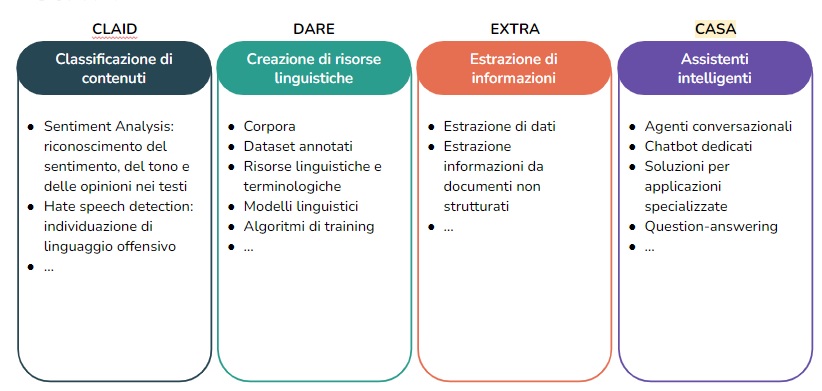 CLAID
Classificazione di
contenuti
● Sentiment Analysis:
riconoscimento del
sentimento, del tono e
delle opinioni nei testi
● Hate speech detection:
individuazione di
linguaggio offensivo
● ...
DARE
Creazione di risorse
linguistiche
● Corpora
● Dataset annotati
● Risorse linguistiche e
terminologiche
● Modelli linguistici
● Algoritmi di training
● ...
EXTRA
Estrazione di
informazioni
● Estrazione di dati
● Estrazione
informazioni da
documenti non
strutturati
● ...
CASA
Assistenti
intelligenti
● Agenti conversazionali
● Chatbot dedicati
● Soluzioni per
applicazioni
specializzate
● Question-answering
● ...